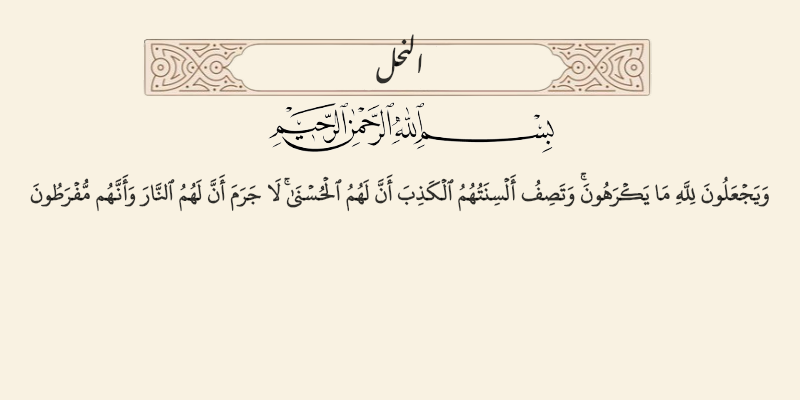 النحل
بِسْمِ ٱللَّهِ ٱلرَّحْمَٰنِ ٱلرَّحِيمِ
وَيَجْعَلُونَ لِلَّهِ مَا يَكْرَهُونَۚ وَتَصِفُ أَلْسِنَتُهُمُ ٱلْكَذِبَ أَنَّ لَهُمُ ٱلْحُسْنَىٰۚ لَا جَرَمَ أَنَّ لَهُمُ ٱلنَّارَ وَأَنَّهُم مُّفْرَطُونَ